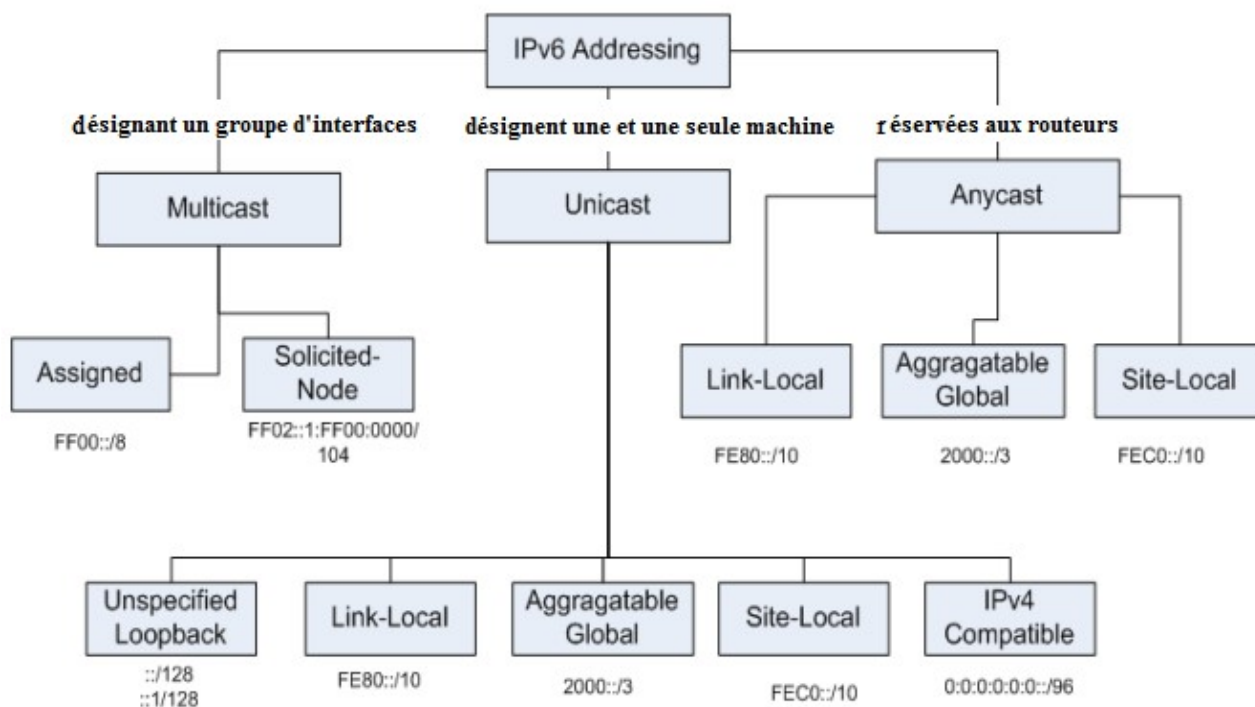 IPv6 Addressing
désignant un groupe d'interfaces
désignent une et une seule machine
réservées aux routeurs
Multicast
Unicast
Anycast
Assigned
FF00::/8
Solicited-
Node
FF02::1:FF00:0000/
104
Link-Local
FE80::/10
Aggragatable
Global
2000::/3
Site-Local
FEC0::/10
Unspecified
Loopback
::/128
::1/128
Link-Local
FE80::/10
Aggragatable
Global
2000::/3
Site-Local
FEC0::/10
IPv4
Compatible
0:0:0:0:0:0::/96